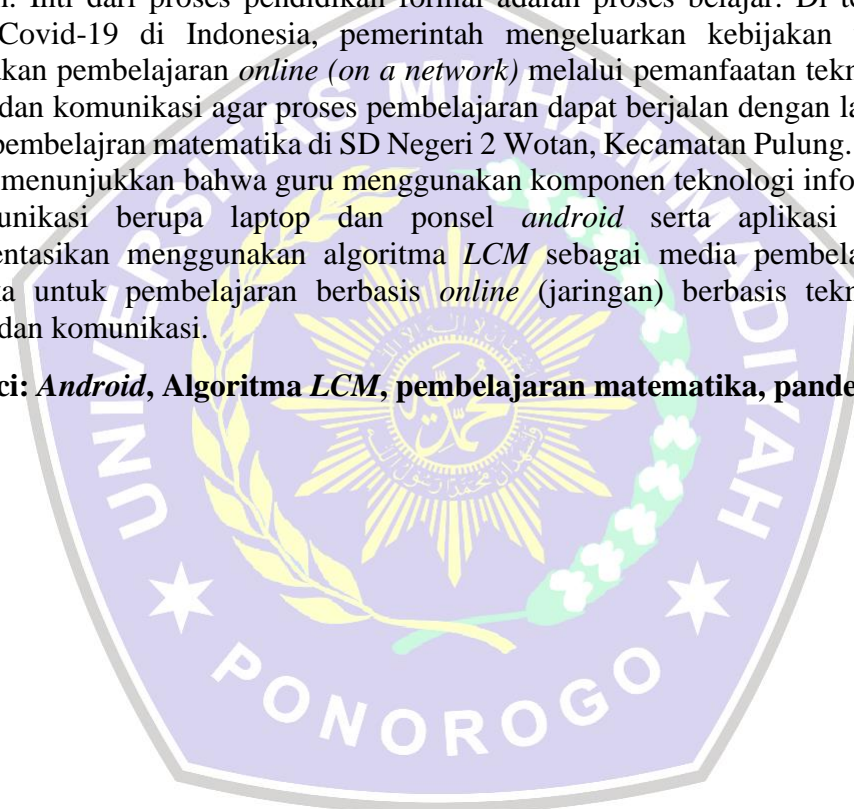 Inti dari proses pendidikan formal adalah proses belajar. Di
Covid-19 di Indonesia, pemerintah mengeluarkan kebijakan
akan pembelajaran online (on a network) melalui pemanfaatan tekn
dan komunikasi agar proses pembelajaran dapat berjalan dengan la
pembelajran matematika di SD Negeri 2 Wotan, Kecamatan Pulung.
menunjukkan bahwa guru menggunakan komponen teknologi info
unikasi berupa laptop dan ponsel android serta aplikasi
entasikan menggunakan algoritma LCM sebagai media pembela
ka untuk pembelajaran berbasis online (jaringan) berbasis tekn
dan komunikasi.
ci: Android, Algoritma LCM, pembelajaran matematika, pande
UNIVERSITAS MUHAMMADIYAH
PONOROGO